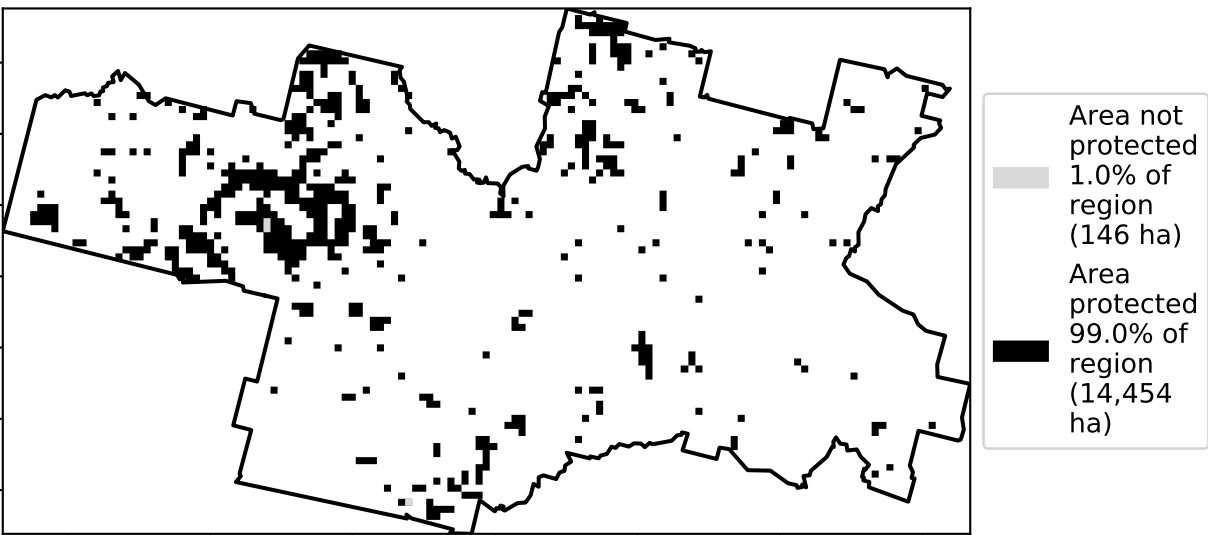 Area not
protected
1.0% of
region
(146 ha)
Area
protected
99.0% of
region
(14,454
ha)